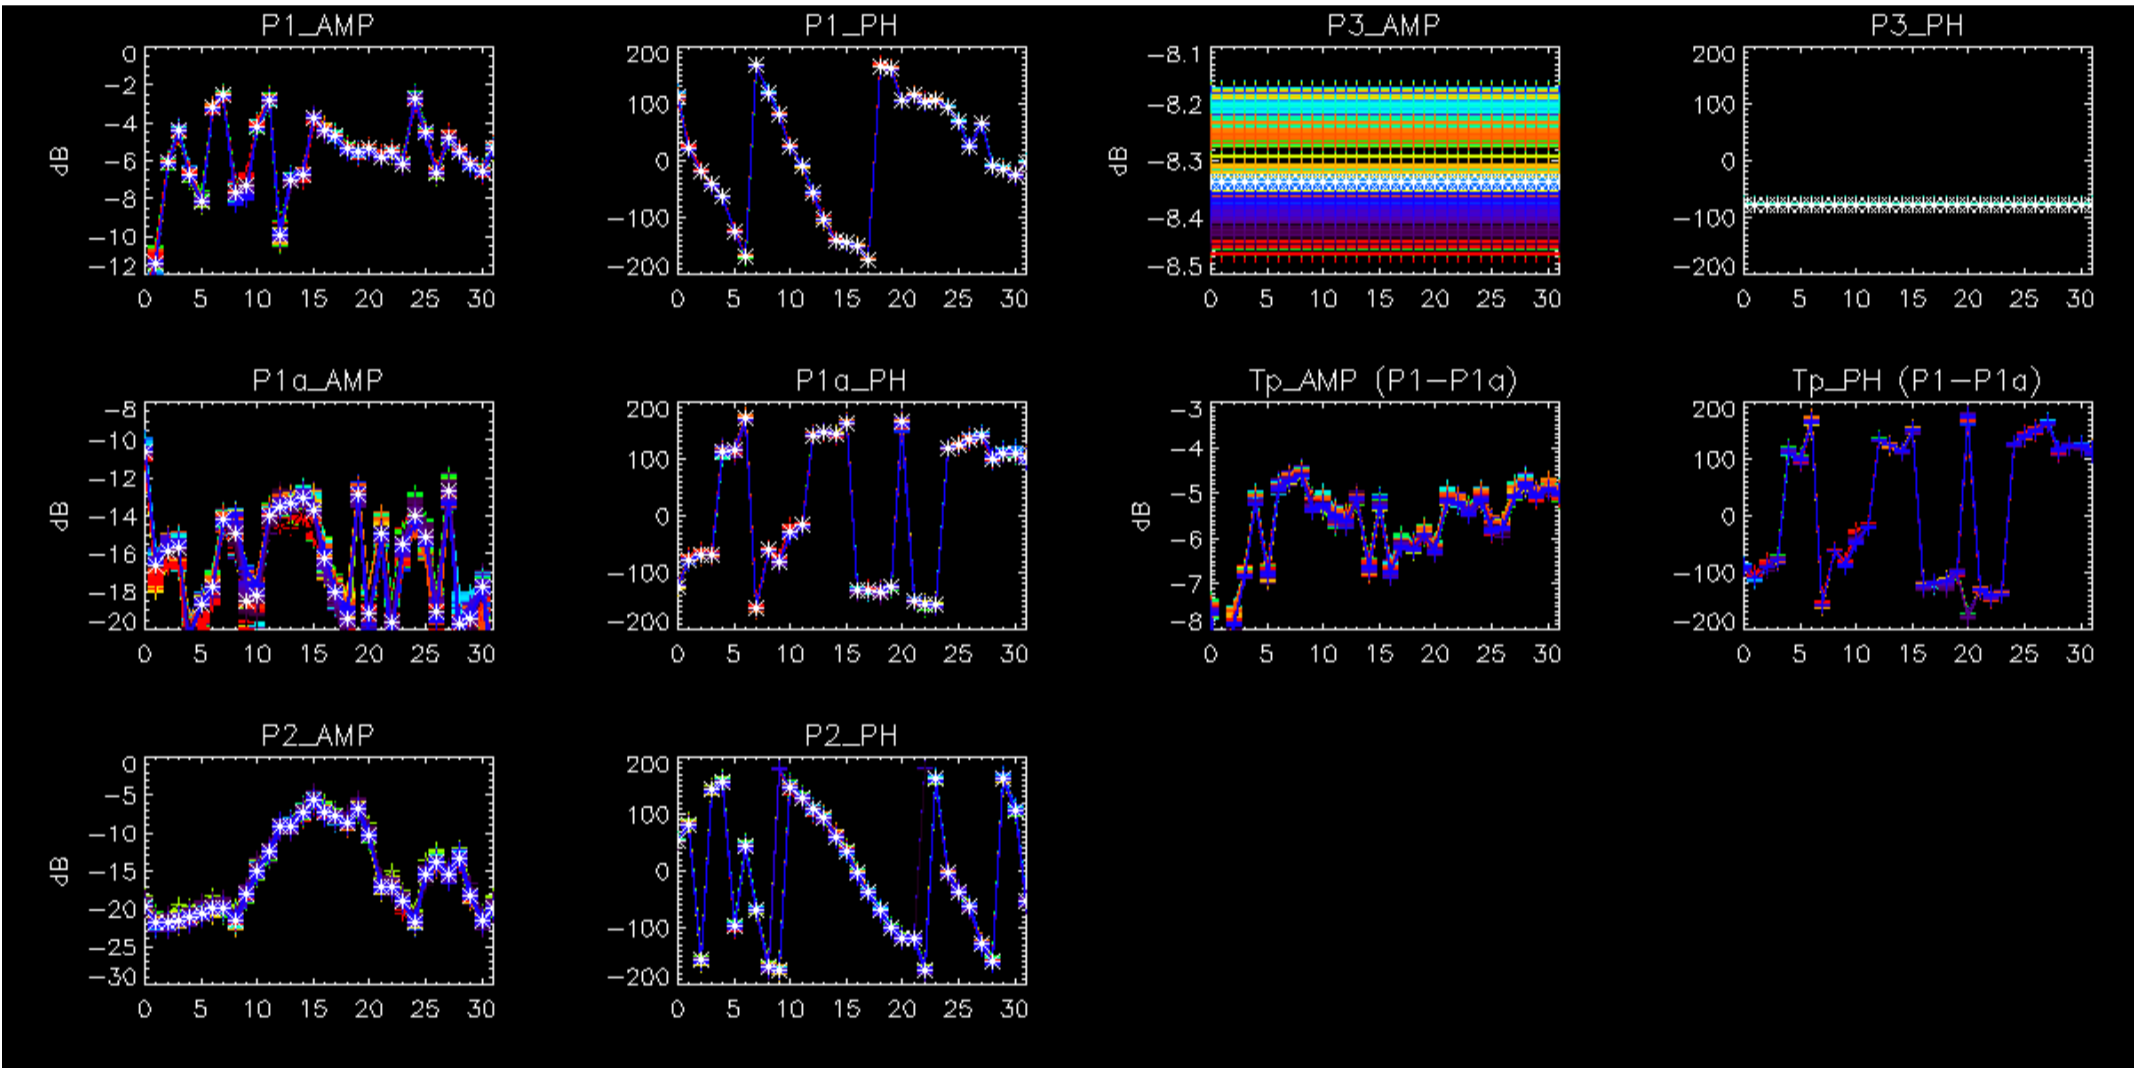 P1_AMP
0
-2
-4
-6
-8
-10
-12
dB
0 5 10 15 20 25 30
P1_PH
200
100
0
-100
-200
0 5 10 15 20 25 30
P3_AMP
-8.1
-8.2
-8.3
-8.4
-8.5
dB
0 5 10 15 20 25 30
P3_PH
200
100
0
-100
-200
0 5 10 15 20 25 30
P1a_AMP
-8
-10
-12
-14
-16
-18
-20
dB
0 5 10 15 20 25 30
P1a_PH
200
100
0
-100
-200
0 5 10 15 20 25 30
Tp_AMP (P1-P1a)
-3
-4
-5
-6
-7
-8
dB
0 5 10 15 20 25 30
Tp_PH (P1-P1a)
200
100
0
-100
-200
0 5 10 15 20 25 30
P2_AMP
0
-5
-10
-15
-20
-25
-30
dB
0 5 10 15 20 25 30
P2_PH
200
100
0
-100
-200
0 5 10 15 20 25 30